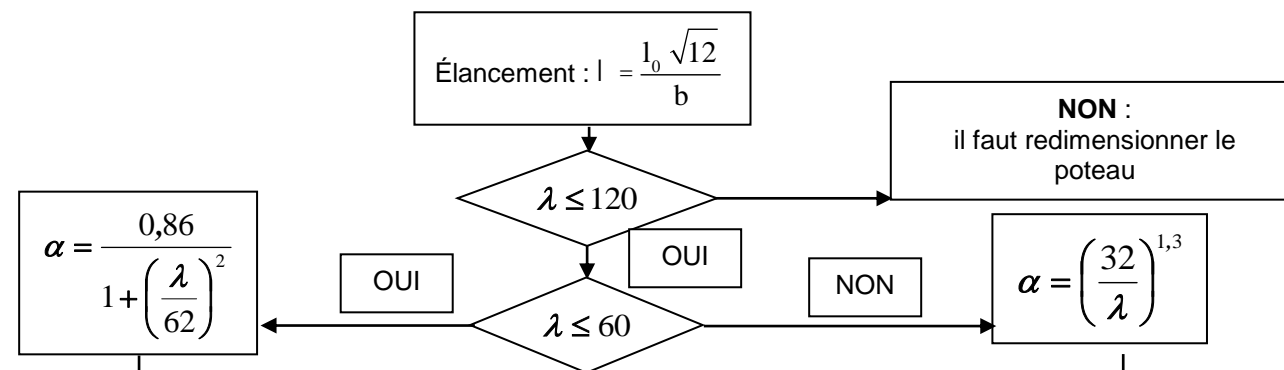 Élancement : l = l₀ √12 / b
NON :
il faut redimensionner le
poteau
λ ≤ 120
α = 0,86 / (1 + (λ/62)²)
OUI
OUI
NON
α = (32/λ)^1,3
λ ≤ 60